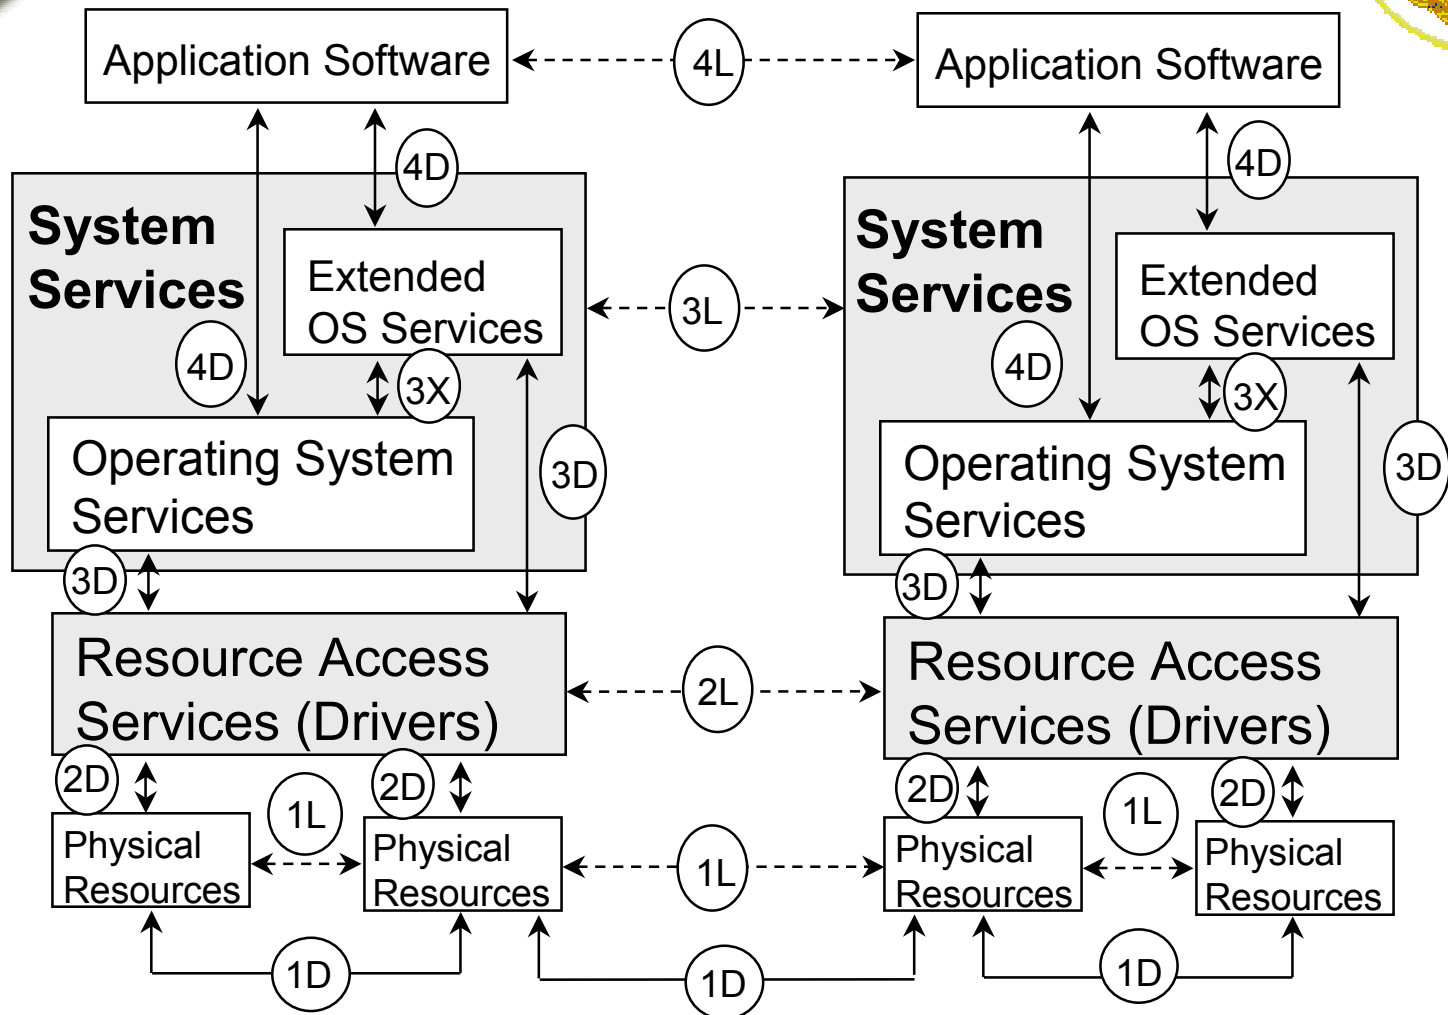 Application Software
4L
Application Software
4D
4D
System
Services
System
Services
Extended
OS Services
Extended
OS Services
3L
4D
3X
4D
3X
Operating System
Services
3D
Operating System
Services
3D
3D
3D
Resource Access
Services (Drivers)
2L
Resource Access
Services (Drivers)
2D
2D
2D
2D
1L
1L
Physical
Resources
Physical
Resources
1L
Physical
Resources
Physical
Resources
1D
1D
1D